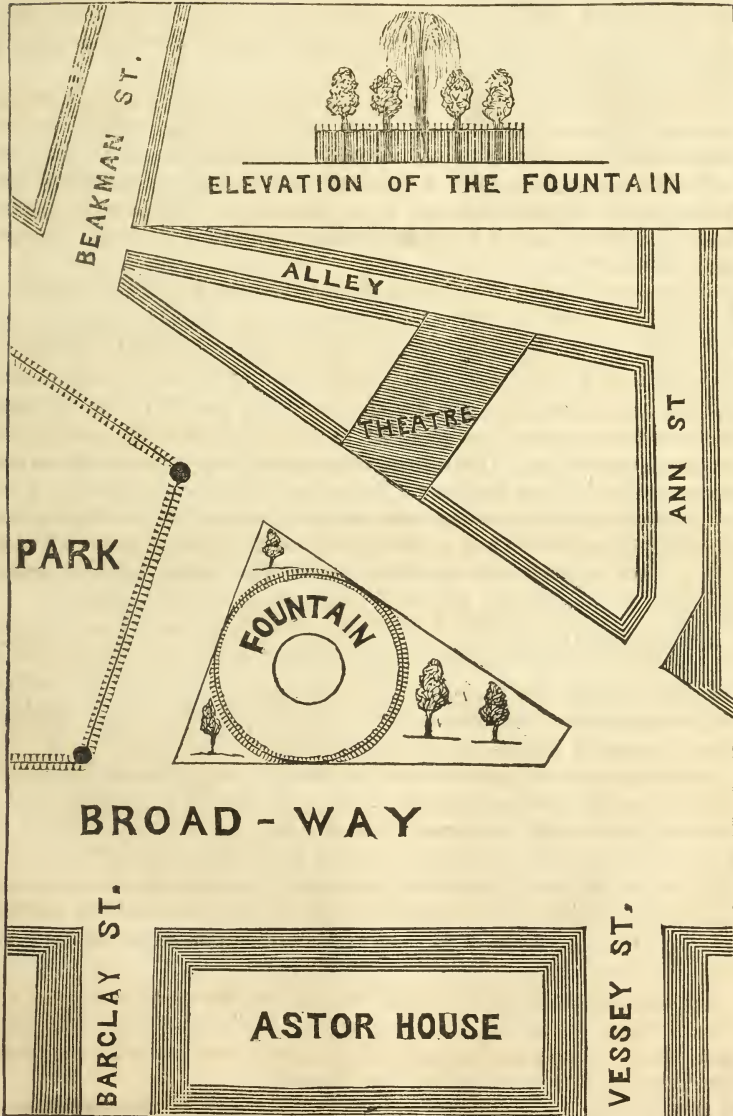 BEAKMAN ST.
ELEVATION OF THE FOUNTAIN
ALLEY
THEATRE
ANN ST
PARK
FOUNTAIN
BROAD-WAY
BARCLAY ST.
ASTOR HOUSE
VESSEY ST,